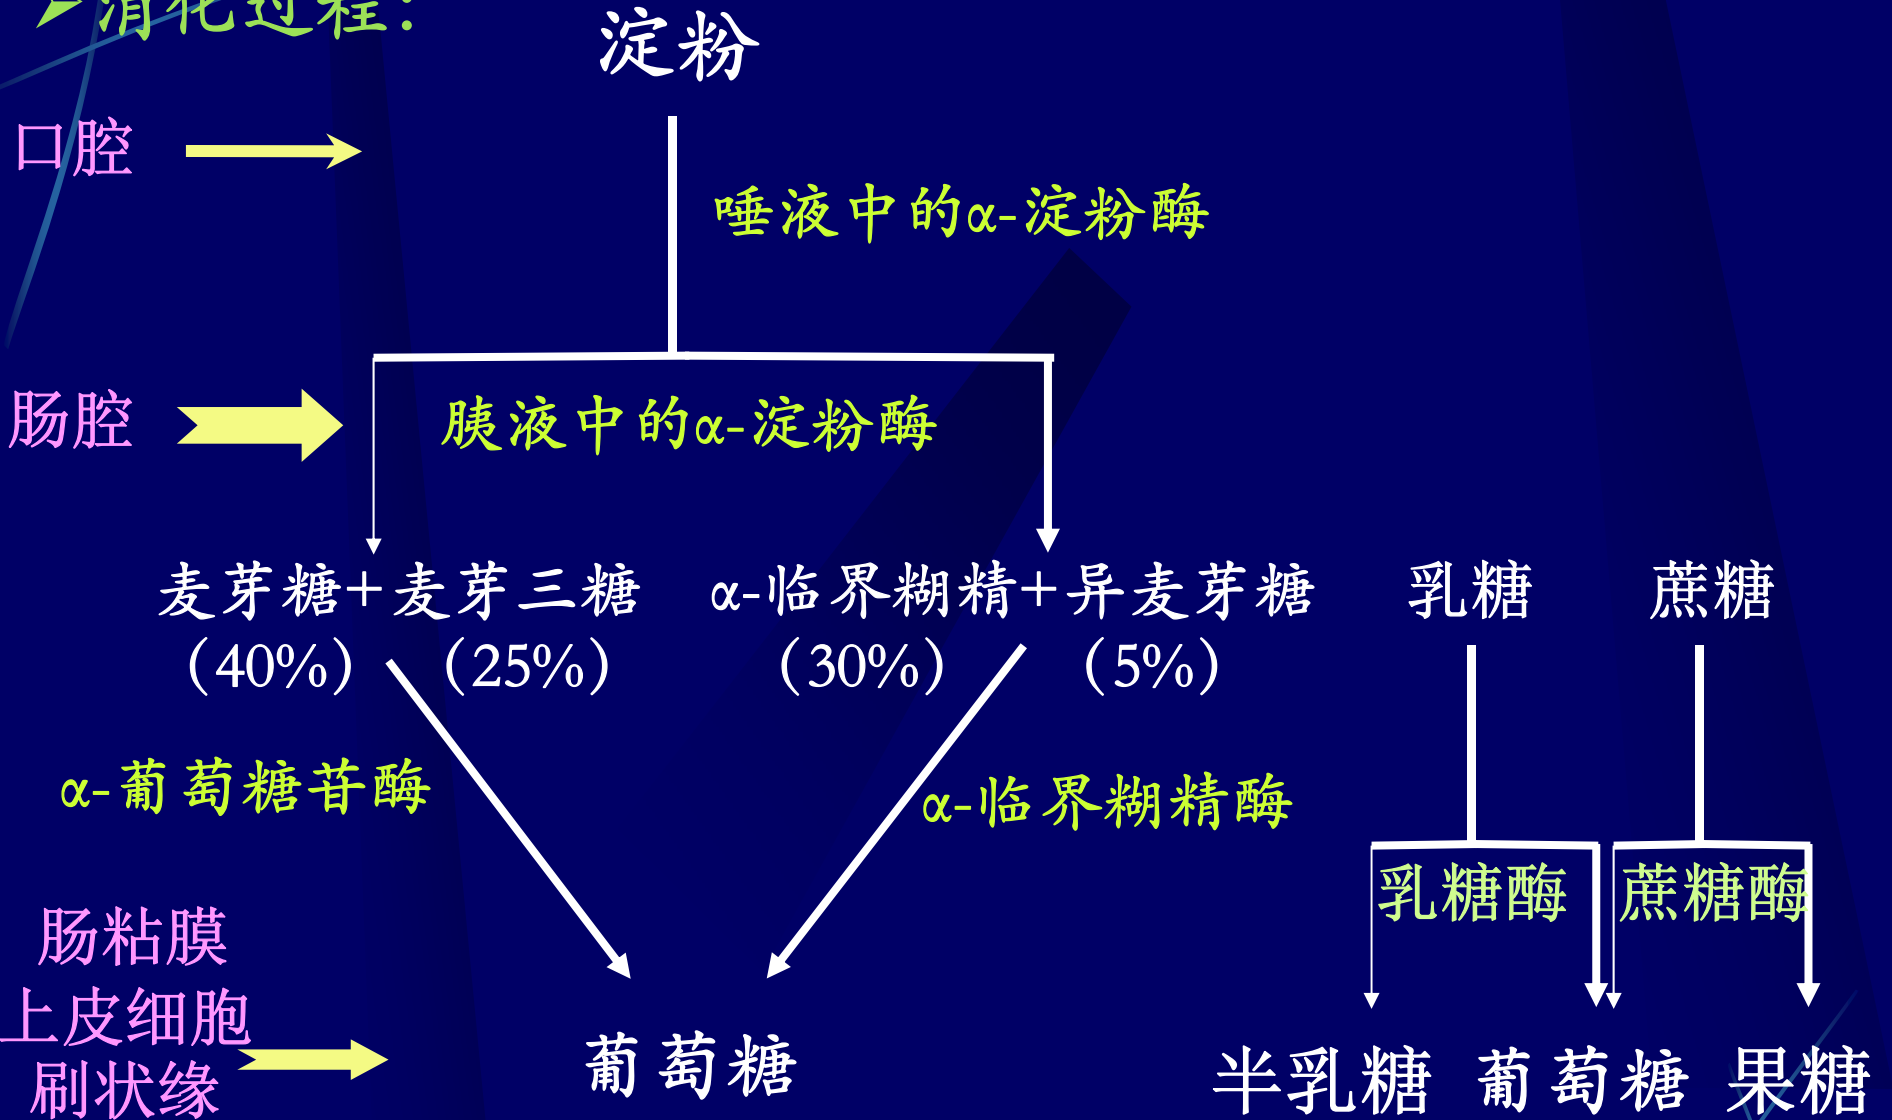 ➢消化过程：
淀粉
口腔
唾液中的α-淀粉酶
肠腔
胰液中的α-淀粉酶
麦芽糖+麦芽三糖 α-临界糊精+异麦芽糖 乳糖 蔗糖
（40%） （25%） （30%） （5%）
α-葡萄糖苷酶
α-临界糊精酶
乳糖酶 蔗糖酶
肠粘膜
上皮细胞
刷状缘
葡萄糖
半乳糖 葡萄糖 果糖